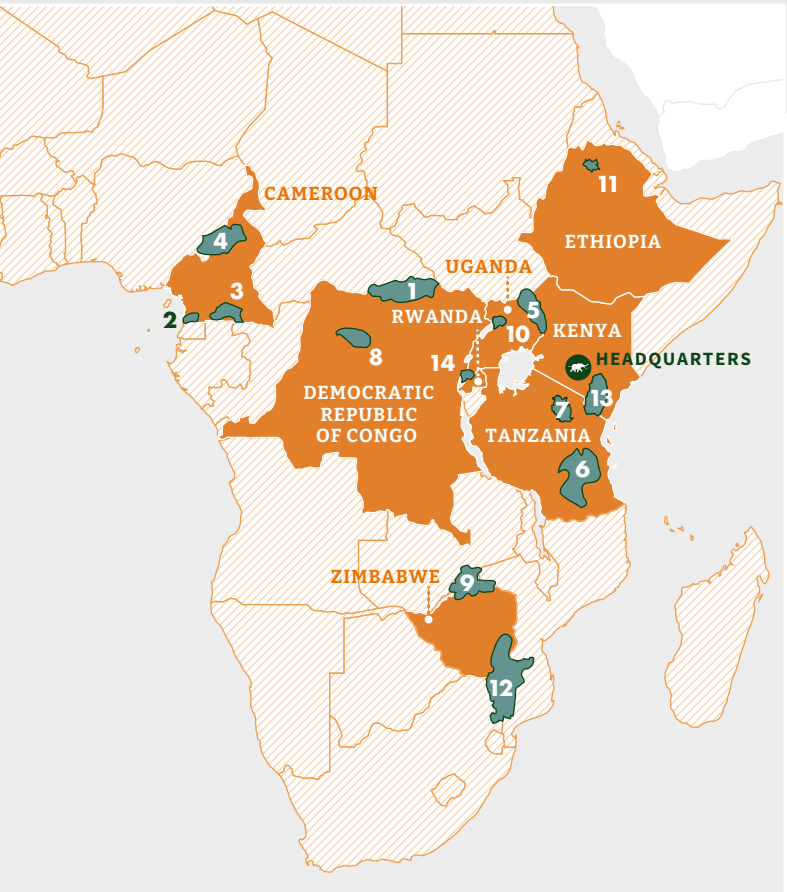 11
CAMEROON
4
ETHIOPIA
UGANDA
3
1
2
5
RWANDA
10
KENYA
8
14
HEADQUARTERS
DEMOCRATIC
REPUBLIC
OF CONGO
13
7
TANZANIA
6
ZIMBABWE
9
12